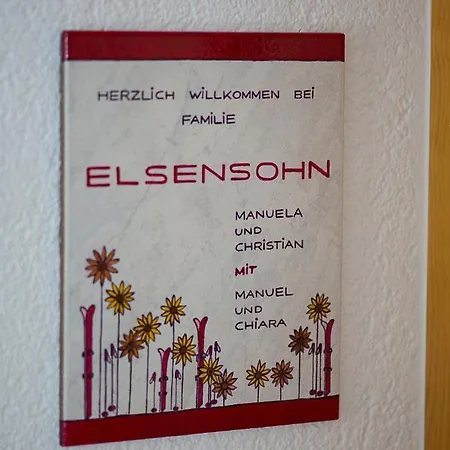 HERZLICH WILLKOMMEN BEI
FAMILIE
ELSENSOHN
MANUELA
UND
CHRISTIAN
MIT
MANUEL
UND
CHIARA